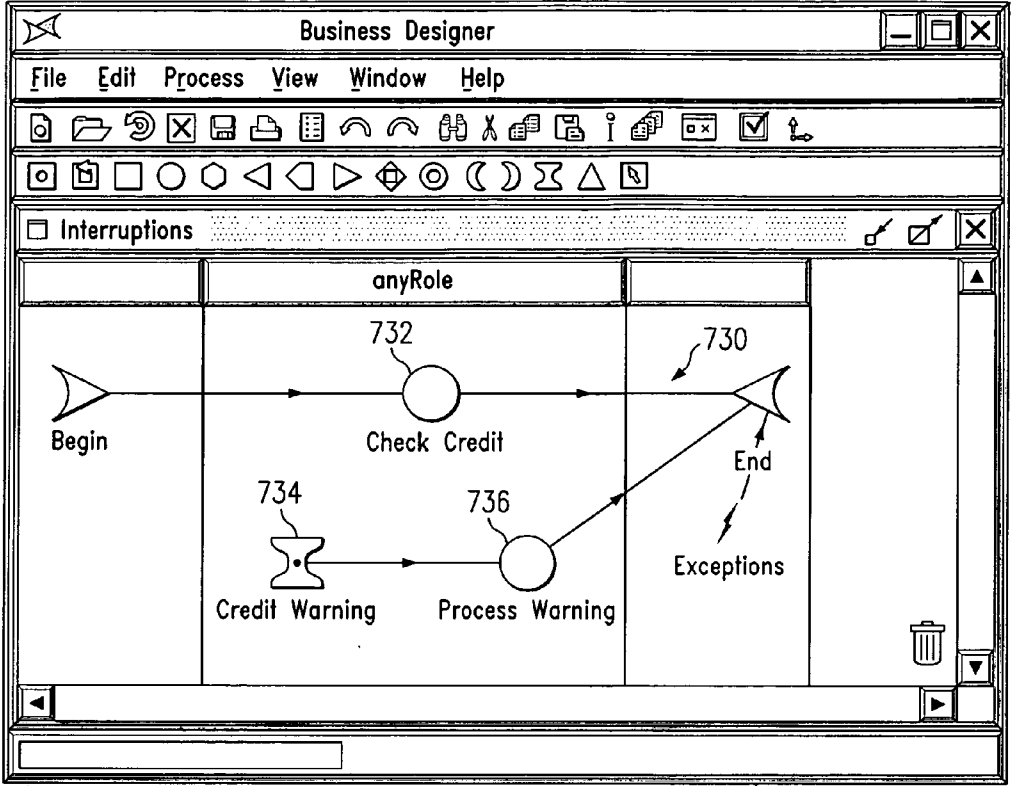 Business Designer
File Edit Process View Window Help
Interruptions
anyRole
732
730
Begin
Check Credit
End
734
736
Exceptions
Credit Warning
Process Warning